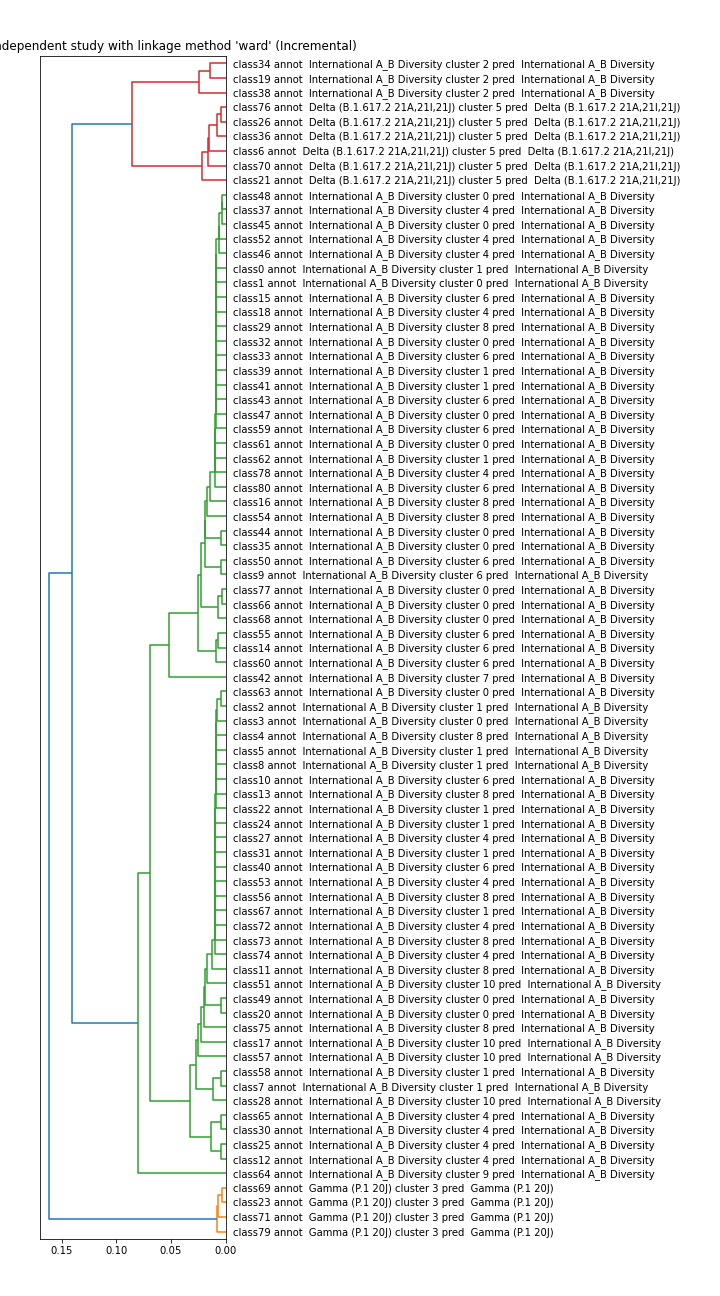 dependent study with linkage method 'ward' (Incremental)
class34 annot  International A_B Diversity cluster 2 pred  International A_B Diversity
class19 annot  International A_B Diversity cluster 2 pred  International A_B Diversity
class38 annot  International A_B Diversity cluster 2 pred  International A_B Diversity
class76 annot  Delta (B.1.617.2 21A,21I,21J) cluster 5 pred  Delta (B.1.617.2 21A,21I,21J)
class26 annot  Delta (B.1.617.2 21A,21I,21J) cluster 5 pred  Delta (B.1.617.2 21A,21I,21J)
class36 annot  Delta (B.1.617.2 21A,21I,21J) cluster 5 pred  Delta (B.1.617.2 21A,21I,21J)
class6 annot  Delta (B.1.617.2 21A,21I,21J) cluster 5 pred  Delta (B.1.617.2 21A,21I,21J)
class70 annot  Delta (B.1.617.2 21A,21I,21J) cluster 5 pred  Delta (B.1.617.2 21A,21I,21J)
class21 annot  Delta (B.1.617.2 21A,21I,21J) cluster 5 pred  Delta (B.1.617.2 21A,21I,21J)
class48 annot  International A_B Diversity cluster 0 pred  International A_B Diversity
class37 annot  International A_B Diversity cluster 4 pred  International A_B Diversity
class45 annot  International A_B Diversity cluster 0 pred  International A_B Diversity
class52 annot  International A_B Diversity cluster 4 pred  International A_B Diversity
class46 annot  International A_B Diversity cluster 4 pred  International A_B Diversity
class0 annot  International A_B Diversity cluster 1 pred  International A_B Diversity
class1 annot  International A_B Diversity cluster 0 pred  International A_B Diversity
class15 annot  International A_B Diversity cluster 6 pred  International A_B Diversity
class18 annot  International A_B Diversity cluster 4 pred  International A_B Diversity
class29 annot  International A_B Diversity cluster 8 pred  International A_B Diversity
class32 annot  International A_B Diversity cluster 0 pred  International A_B Diversity
class33 annot  International A_B Diversity cluster 6 pred  International A_B Diversity
class39 annot  International A_B Diversity cluster 1 pred  International A_B Diversity
class41 annot  International A_B Diversity cluster 1 pred  International A_B Diversity
class43 annot  International A_B Diversity cluster 6 pred  International A_B Diversity
class47 annot  International A_B Diversity cluster 0 pred  International A_B Diversity
class59 annot  International A_B Diversity cluster 6 pred  International A_B Diversity
class61 annot  International A_B Diversity cluster 0 pred  International A_B Diversity
class62 annot  International A_B Diversity cluster 1 pred  International A_B Diversity
class78 annot  International A_B Diversity cluster 4 pred  International A_B Diversity
class80 annot  International A_B Diversity cluster 6 pred  International A_B Diversity
class16 annot  International A_B Diversity cluster 8 pred  International A_B Diversity
class54 annot  International A_B Diversity cluster 8 pred  International A_B Diversity
class44 annot  International A_B Diversity cluster 0 pred  International A_B Diversity
class35 annot  International A_B Diversity cluster 0 pred  International A_B Diversity
class50 annot  International A_B Diversity cluster 6 pred  International A_B Diversity
class9 annot  International A_B Diversity cluster 6 pred  International A_B Diversity
class77 annot  International A_B Diversity cluster 0 pred  International A_B Diversity
class66 annot  International A_B Diversity cluster 0 pred  International A_B Diversity
class68 annot  International A_B Diversity cluster 0 pred  International A_B Diversity
class55 annot  International A_B Diversity cluster 6 pred  International A_B Diversity
class14 annot  International A_B Diversity cluster 6 pred  International A_B Diversity
class60 annot  International A_B Diversity cluster 6 pred  International A_B Diversity
class42 annot  International A_B Diversity cluster 7 pred  International A_B Diversity
class63 annot  International A_B Diversity cluster 0 pred  International A_B Diversity
class2 annot  International A_B Diversity cluster 1 pred  International A_B Diversity
class3 annot  International A_B Diversity cluster 0 pred  International A_B Diversity
class4 annot  International A_B Diversity cluster 8 pred  International A_B Diversity
class5 annot  International A_B Diversity cluster 1 pred  International A_B Diversity
class8 annot  International A_B Diversity cluster 1 pred  International A_B Diversity
class10 annot  International A_B Diversity cluster 6 pred  International A_B Diversity
class13 annot  International A_B Diversity cluster 8 pred  International A_B Diversity
class22 annot  International A_B Diversity cluster 1 pred  International A_B Diversity
class24 annot  International A_B Diversity cluster 1 pred  International A_B Diversity
class27 annot  International A_B Diversity cluster 4 pred  International A_B Diversity
class31 annot  International A_B Diversity cluster 1 pred  International A_B Diversity
class40 annot  International A_B Diversity cluster 6 pred  International A_B Diversity
class53 annot  International A_B Diversity cluster 4 pred  International A_B Diversity
class56 annot  International A_B Diversity cluster 8 pred  International A_B Diversity
class67 annot  International A_B Diversity cluster 1 pred  International A_B Diversity
class72 annot  International A_B Diversity cluster 4 pred  International A_B Diversity
class73 annot  International A_B Diversity cluster 8 pred  International A_B Diversity
class74 annot  International A_B Diversity cluster 4 pred  International A_B Diversity
class11 annot  International A_B Diversity cluster 8 pred  International A_B Diversity
class51 annot  International A_B Diversity cluster 10 pred  International A_B Diversity
class49 annot  International A_B Diversity cluster 0 pred  International A_B Diversity
class20 annot  International A_B Diversity cluster 0 pred  International A_B Diversity
class75 annot  International A_B Diversity cluster 8 pred  International A_B Diversity
class17 annot  International A_B Diversity cluster 10 pred  International A_B Diversity
class57 annot  International A_B Diversity cluster 10 pred  International A_B Diversity
class58 annot  International A_B Diversity cluster 1 pred  International A_B Diversity
class7 annot  International A_B Diversity cluster 1 pred  International A_B Diversity
class28 annot  International A_B Diversity cluster 10 pred  International A_B Diversity
class65 annot  International A_B Diversity cluster 4 pred  International A_B Diversity
class30 annot  International A_B Diversity cluster 4 pred  International A_B Diversity
class25 annot  International A_B Diversity cluster 4 pred  International A_B Diversity
class12 annot  International A_B Diversity cluster 4 pred  International A_B Diversity
class64 annot  International A_B Diversity cluster 9 pred  International A_B Diversity
class69 annot  Gamma (P.1 20J) cluster 3 pred  Gamma (P.1 20J)
class23 annot  Gamma (P.1 20J) cluster 3 pred  Gamma (P.1 20J)
class71 annot  Gamma (P.1 20J) cluster 3 pred  Gamma (P.1 20J)
class79 annot  Gamma (P.1 20J) cluster 3 pred  Gamma (P.1 20J)
0.15 0.10 0.05 0.00